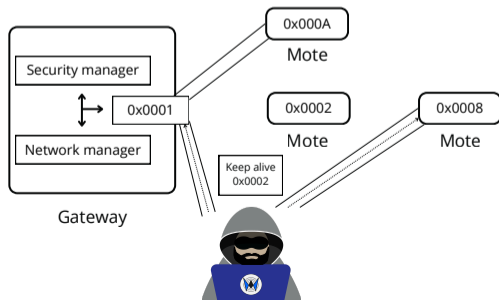 0x000A
Mote
Security manager
0x0001
0x0002
0x0008
Network manager
Mote
Mote
Keep alive
0x0002
Gateway